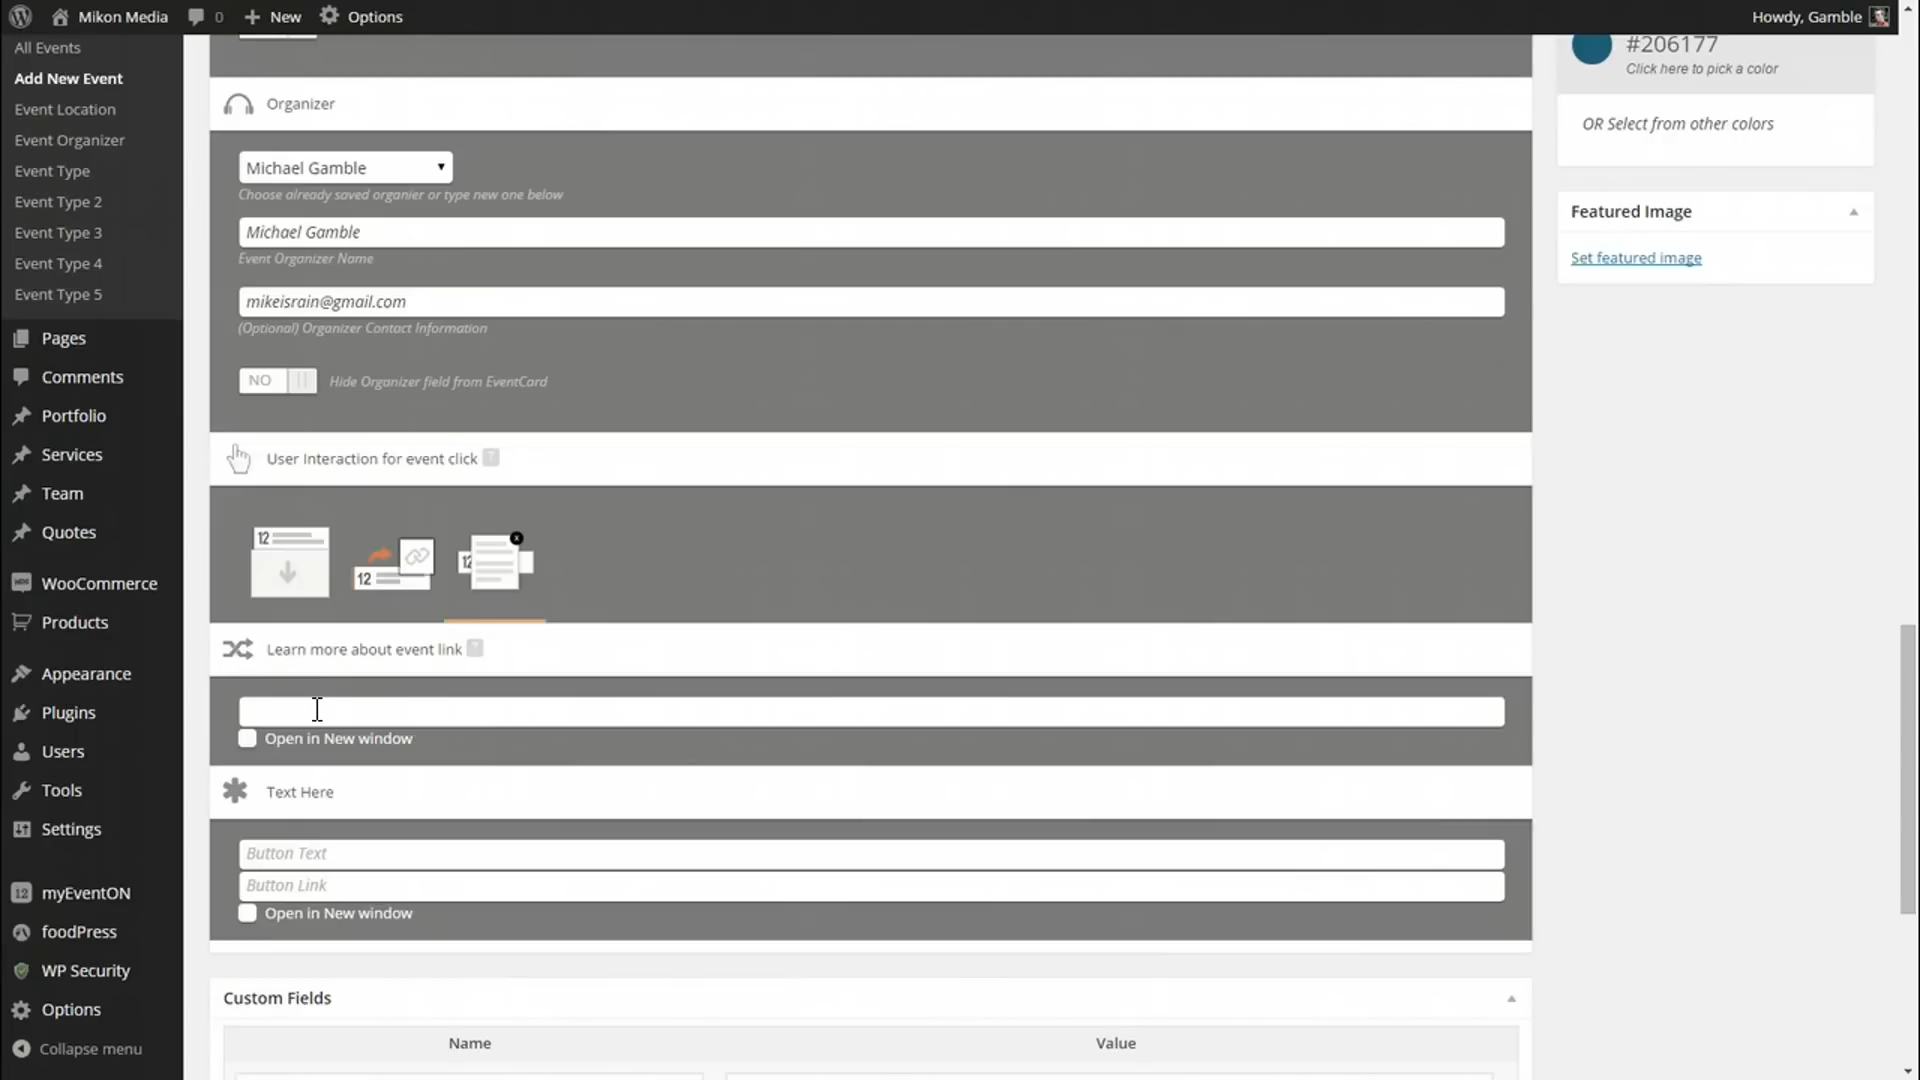 Mikon Media 0 New Options Howdy, Gamble
All Events
Add New Event
Event Location
Event Organizer
Event Type
Event Type 2
Event Type 3
Event Type 4
Event Type 5
Pages
Comments
Portfolio
Services
Team
Quotes
WooCommerce
Products
Appearance
Plugins
Users
Tools
Settings
12 myEventON
foodPress
WP Security
Options
Collapse menu
Organizer
Michael Gamble
Choose already saved organier or type new one below
Michael Gamble
Event Organizer Name
mikeisrain@gmail.com
(Optional) Organizer Contact Information
NO Hide Organizer field from EventCard
User Interaction for event click ?
12
12
12 x
Learn more about event link
Open in New window
Text Here
Button Text
Button Link
Open in New window
Custom Fields
Name Value
#206177
Click here to pick a color
OR Select from other colors
Featured Image
Set featured image